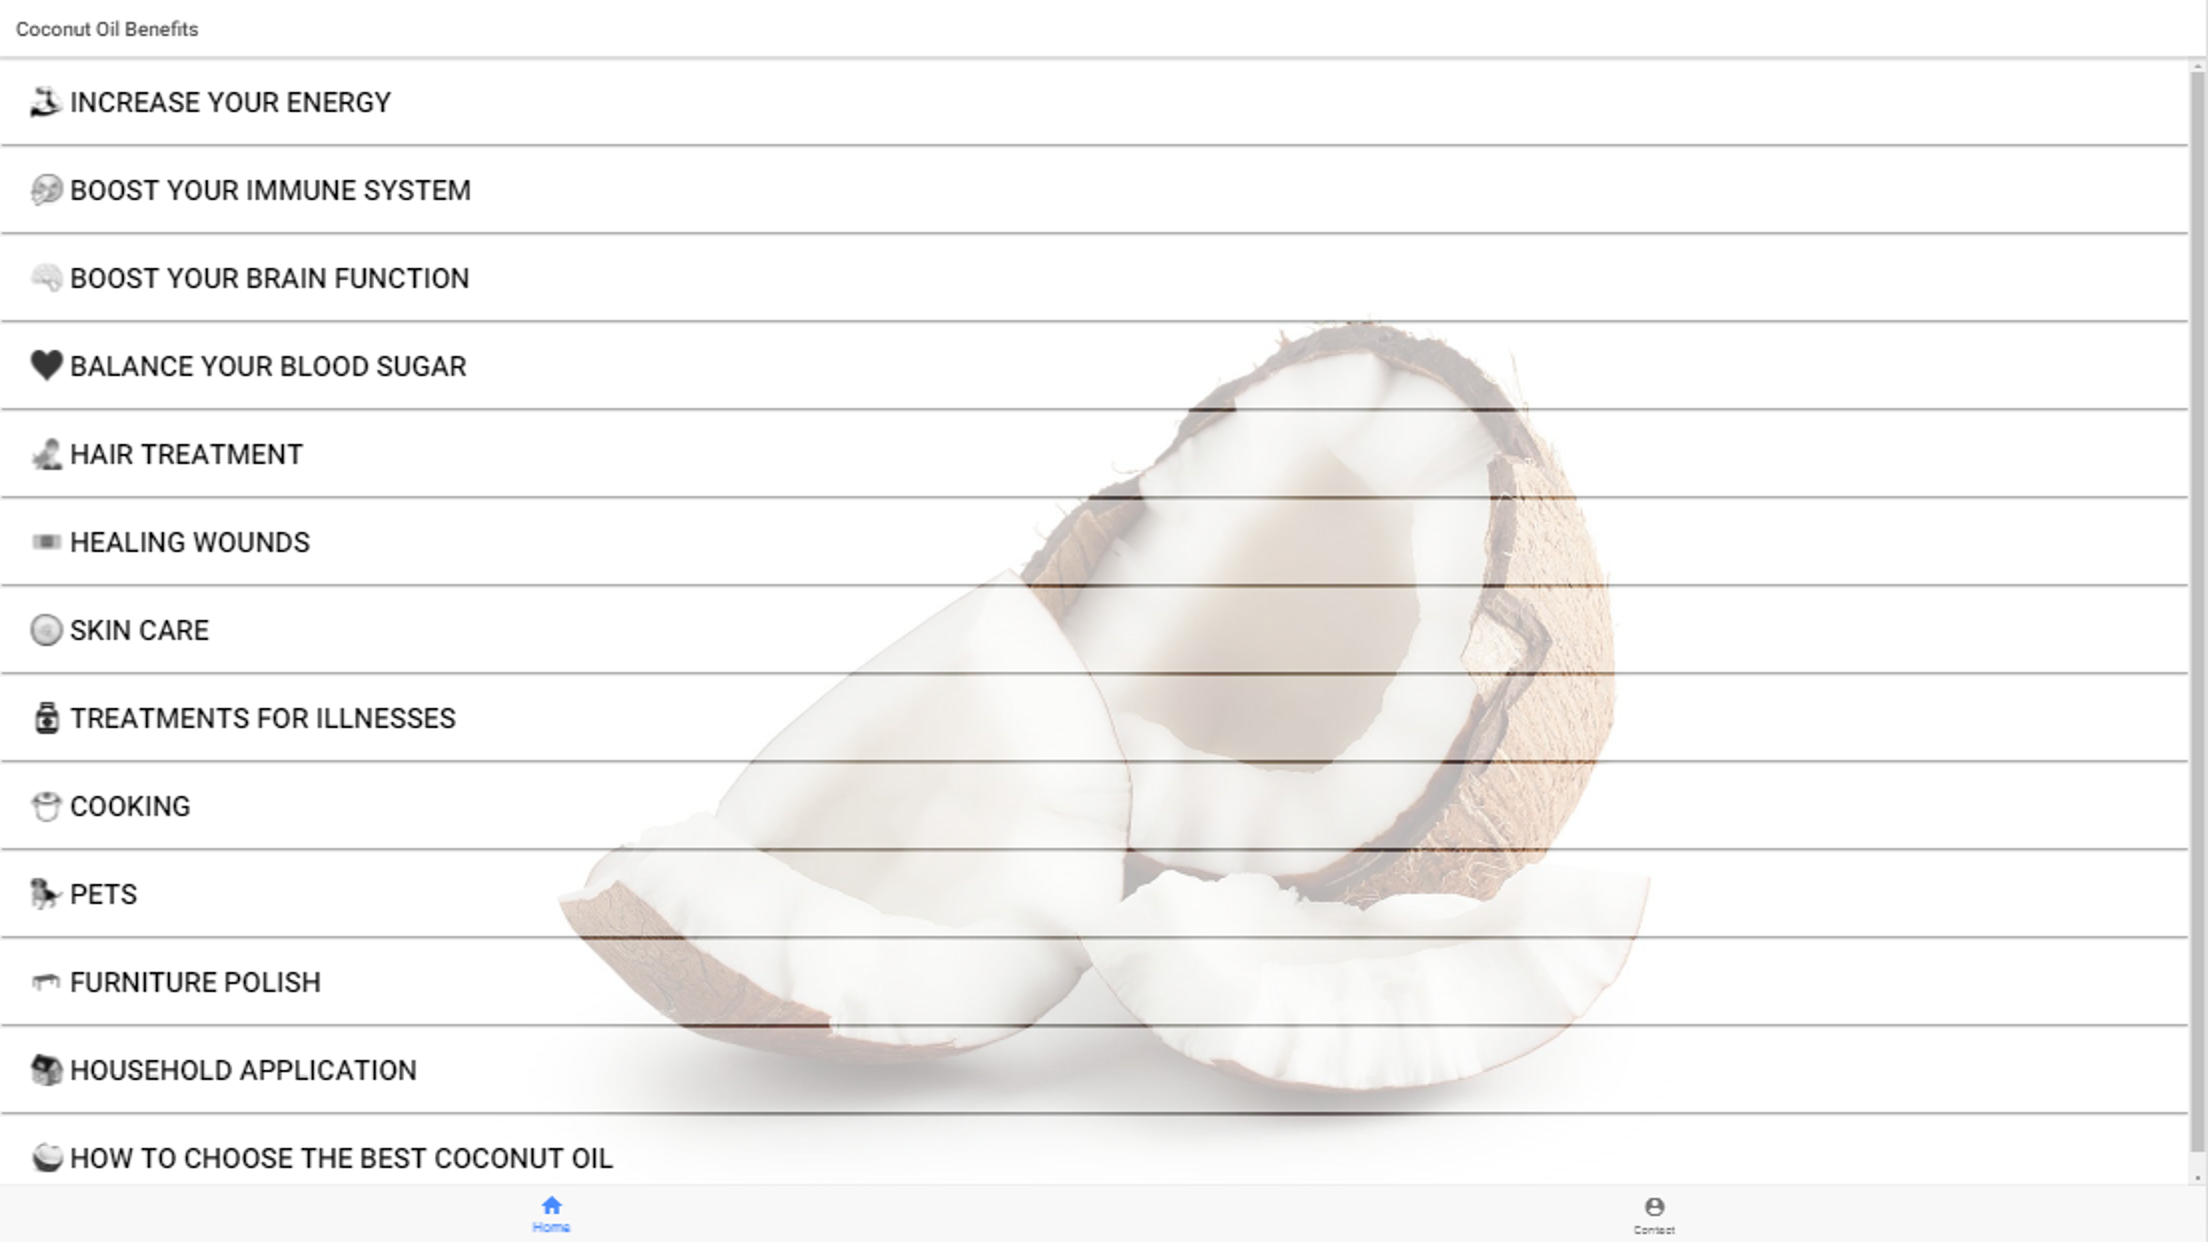 Coconut Oil Benefits
INCREASE YOUR ENERGY
BOOST YOUR IMMUNE SYSTEM
BOOST YOUR BRAIN FUNCTION
BALANCE YOUR BLOOD SUGAR
HAIR TREATMENT
HEALING WOUNDS
SKIN CARE
TREATMENTS FOR ILLNESSES
COOKING
PETS
FURNITURE POLISH
HOUSEHOLD APPLICATION
HOW TO CHOOSE THE BEST COCONUT OIL
Home
Contact